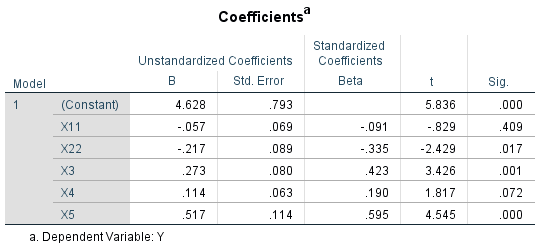 Coefficientsa
Unstandardized Coefficients Standardized Coefficients
Model B Std. Error Beta t Sig.
1 (Constant) 4.628 .793 5.836 .000
X11 -.057 .069 -.091 -.829 .409
X22 -.217 .089 -.335 -2.429 .017
X3 .273 .080 .423 3.426 .001
X4 .114 .063 .190 1.817 .072
X5 .517 .114 .595 4.545 .000
a. Dependent Variable: Y